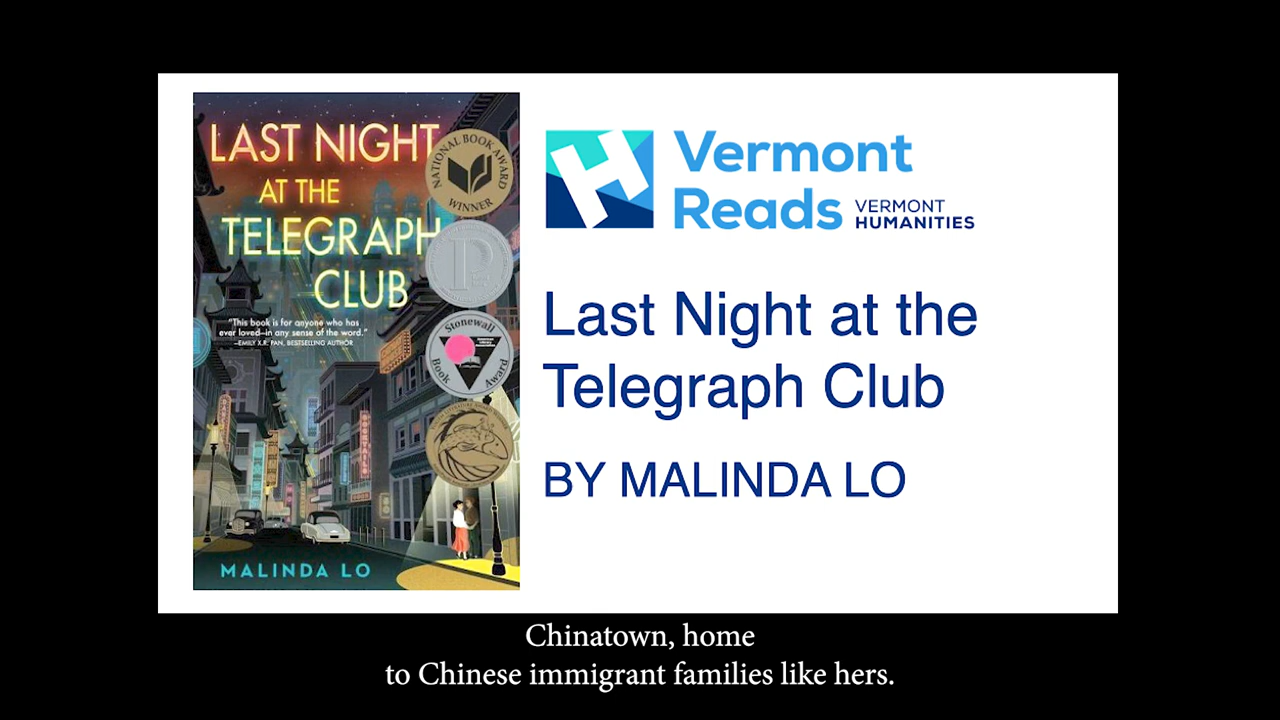 LAST NIGHT
AT THE
TELEGRAPH
CLUB
"This book is for anyone who has
ever loved—in any sense of the word."
—EMILY X.R. PAN, BESTSELLING AUTHOR
NATIONAL BOOK AWARD
WINNER
P
Stonewall
Book Award
COCKTAILS
MALINDA LO
H
Vermont
Reads
VERMONT
HUMANITIES
Last Night at the
Telegraph Club
BY MALINDA LO
Chinatown, home
to Chinese immigrant families like hers.